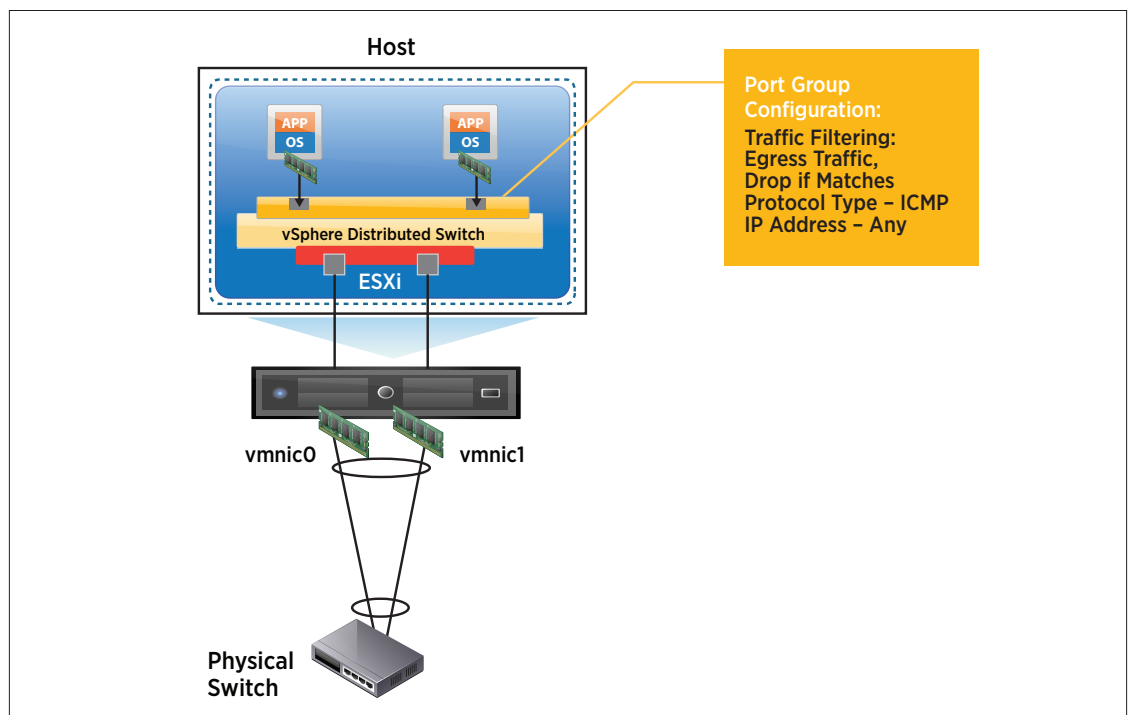 Host
Port Group
Configuration:
Traffic Filtering:
Egress Traffic,
Drop if Matches
Protocol Type – ICMP
IP Address – Any
APP
OS
APP
OS
vSphere Distributed Switch
ESXi
vmnic0
vmnic1
Physical
Switch